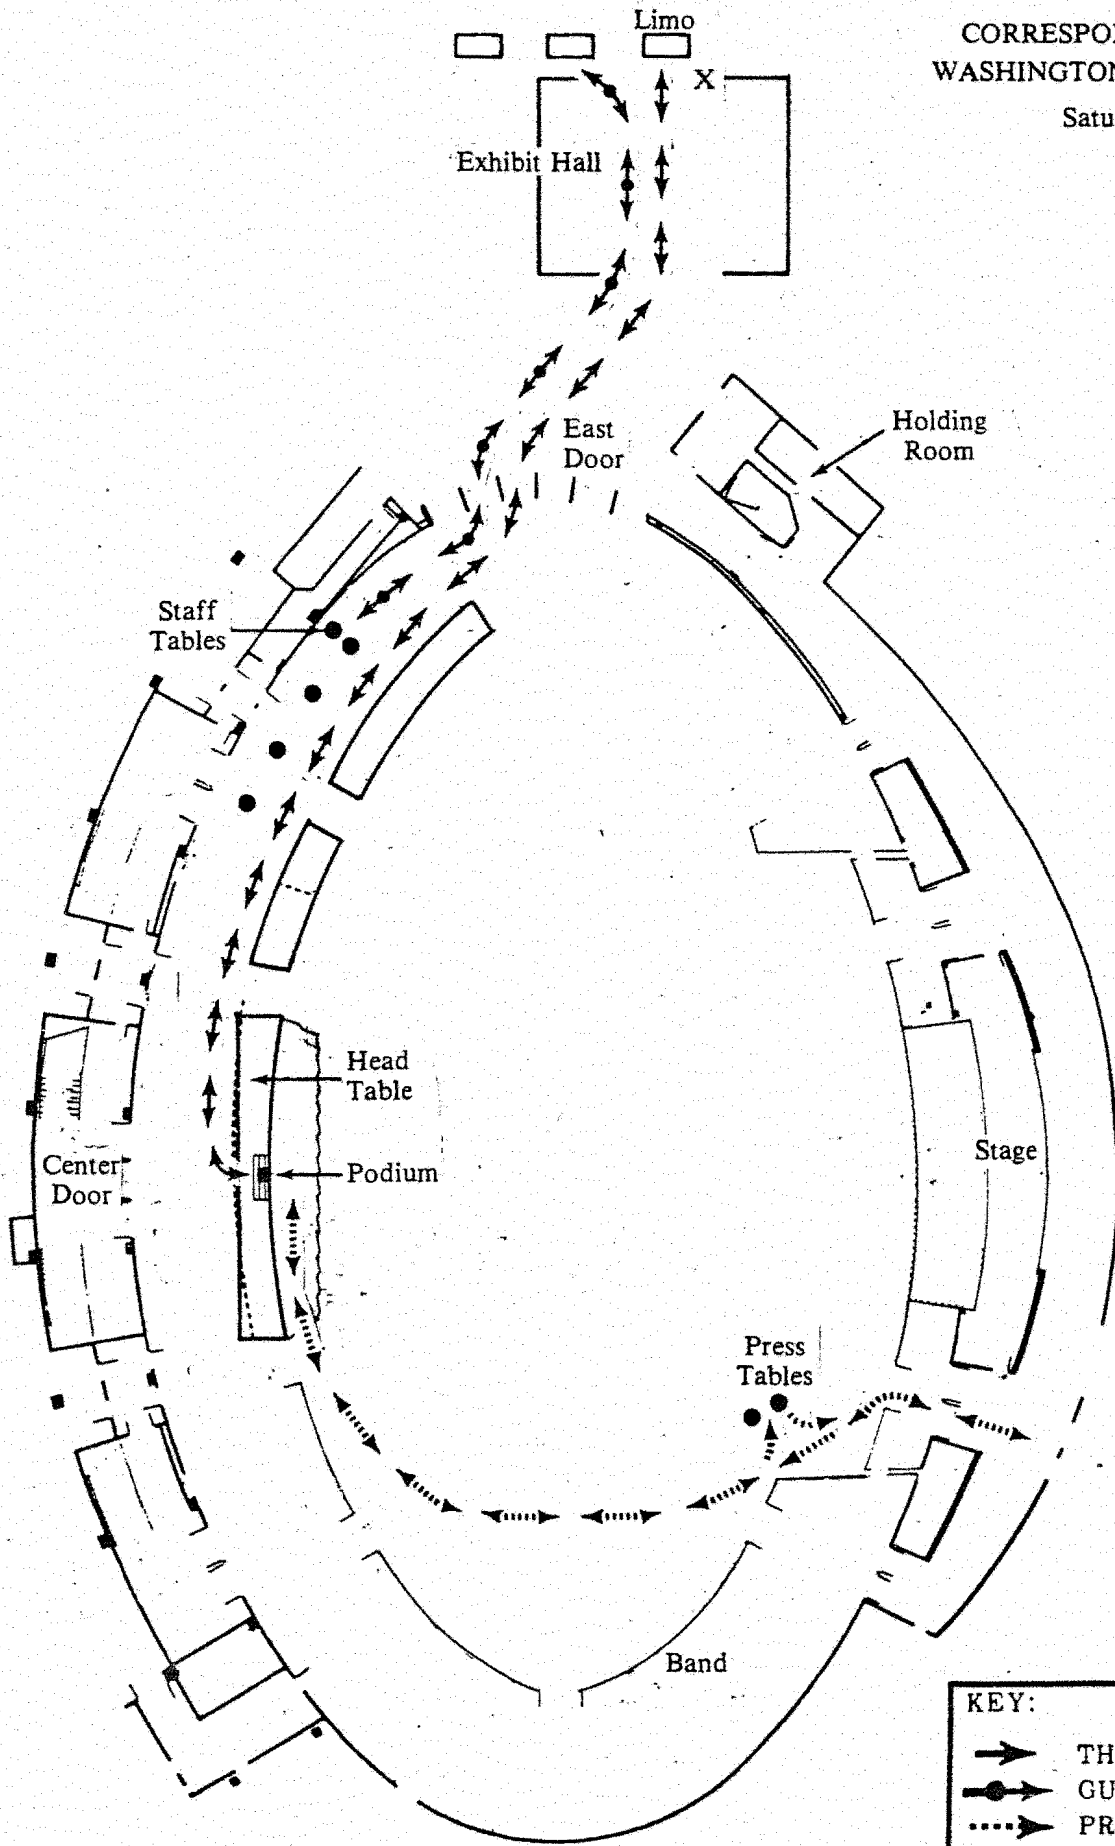 Limo
CORRESPO
WASHINGTON
Satu
X
Exhibit Hall
East
Door
Holding
Room
Staff
Tables
Head
Table
Center
Door
Podium
Stage
Press
Tables
Band
KEY:
TH
GU
PR